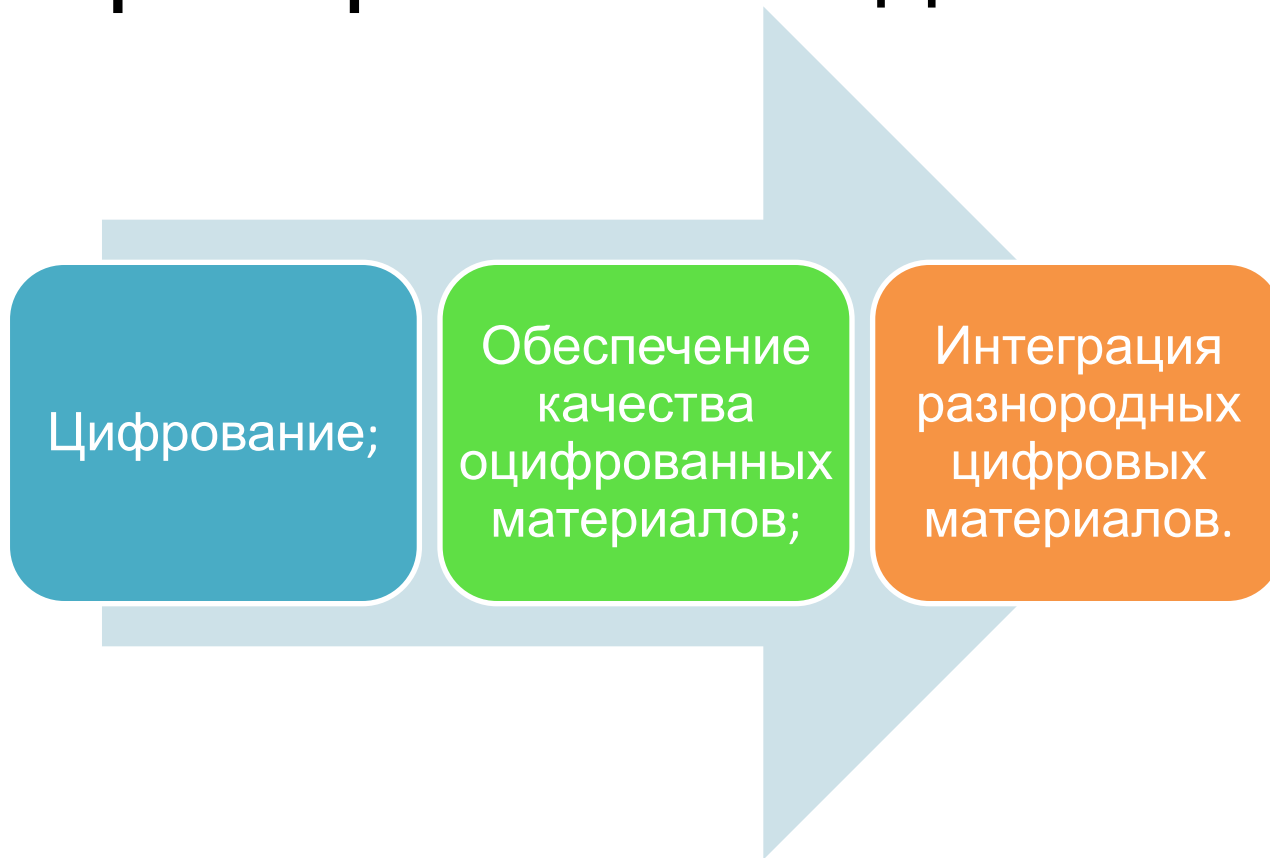 Цифрование;
Обеспечение
качества
оцифрованных
материалов;
Интеграция
разнородных
цифровых
материалов.